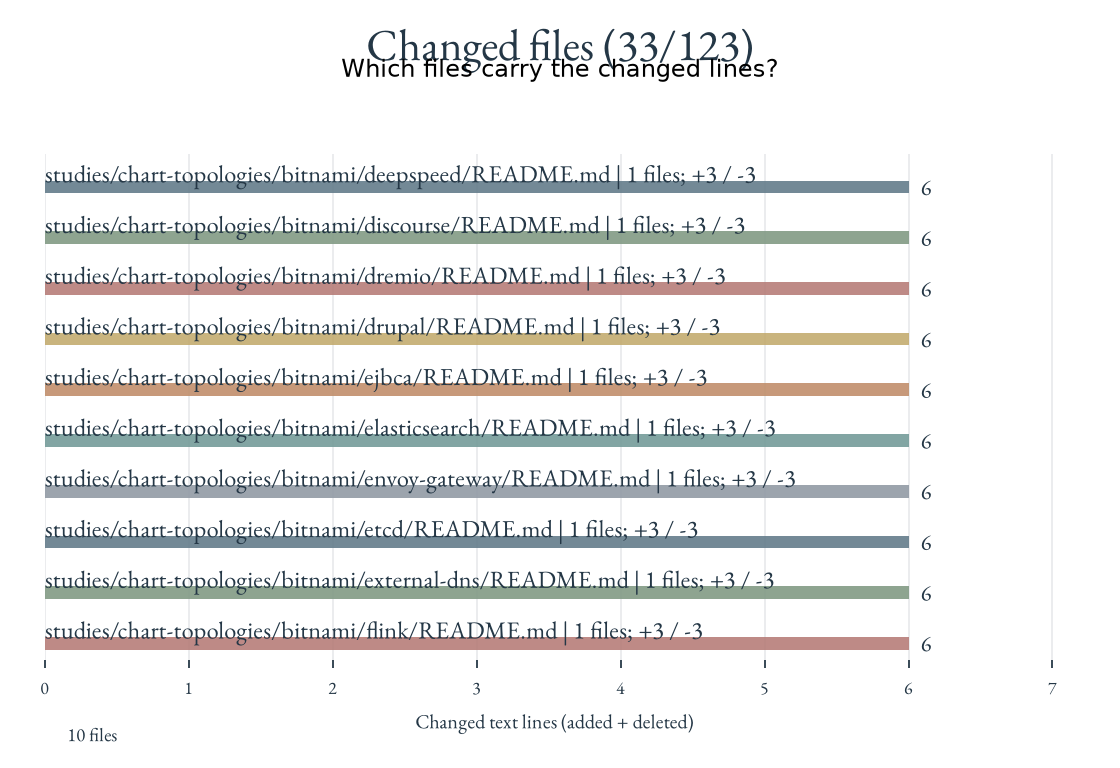 Changed files (33/123)
Which files carry the changed lines?
studies/chart-topologies/bitnami/deepspeed/README.md | 1 files; +3 / -3
6
studies/chart-topologies/bitnami/discourse/README.md | 1 files; +3 / -3
6
studies/chart-topologies/bitnami/dremio/README.md | 1 files; +3 / -3
6
studies/chart-topologies/bitnami/drupal/README.md | 1 files; +3 / -3
6
studies/chart-topologies/bitnami/ejbca/README.md | 1 files; +3 / -3
6
studies/chart-topologies/bitnami/elasticsearch/README.md | 1 files; +3 / -3
6
studies/chart-topologies/bitnami/envoy-gateway/README.md | 1 files; +3 / -3
6
studies/chart-topologies/bitnami/etcd/README.md | 1 files; +3 / -3
6
studies/chart-topologies/bitnami/external-dns/README.md | 1 files; +3 / -3
6
studies/chart-topologies/bitnami/flink/README.md | 1 files; +3 / -3
6
0 1 2 3 4 5 6 7
Changed text lines (added + deleted)
10 files